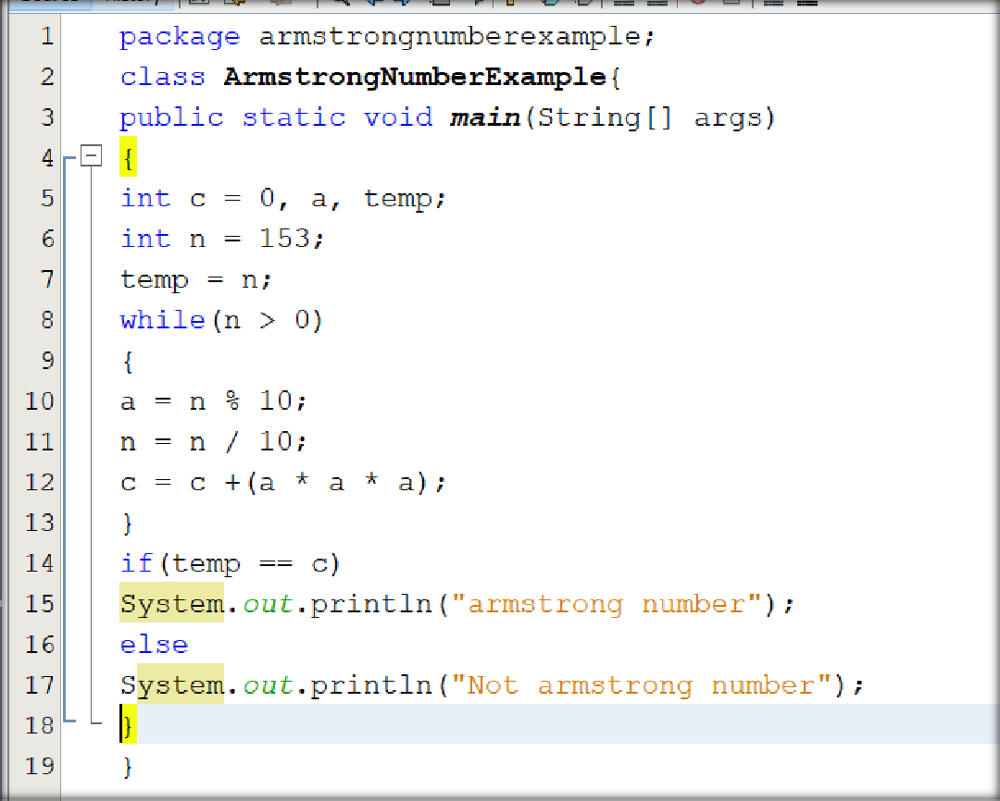 1 package armstrongnumberexample;
2 class ArmstrongNumberExample{
3 public static void main(String[] args)
4 {
5 int c = 0, a, temp;
6 int n = 153;
7 temp = n;
8 while(n > 0)
9 {
10 a = n % 10;
11 n = n / 10;
12 c = c +(a * a * a);
13 }
14 if(temp == c)
15 System.out.println("armstrong number");
16 else
17 System.out.println("Not armstrong number");
18 }
19 }